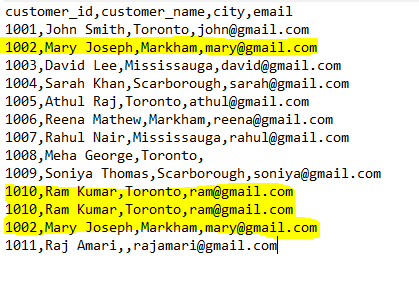 customer_id,customer_name,city,email
1001,John Smith,Toronto,john@gmail.com
1002,Mary Joseph,Markham,mary@gmail.com
1003,David Lee,Mississauga,david@gmail.com
1004,Sarah Khan,Scarborough,sarah@gmail.com
1005,Athul Raj,Toronto,athul@gmail.com
1006,Reena Mathew,Markham,reena@gmail.com
1007,Rahul Nair,Mississauga,rahul@gmail.com
1008,Meha George,Toronto,
1009,Soniya Thomas,Scarborough,soniya@gmail.com
1010,Ram Kumar,Toronto,ram@gmail.com
1010,Ram Kumar,Toronto,ram@gmail.com
1002,Mary Joseph,Markham,mary@gmail.com
1011,Raj Amari,,rajamari@gmail.com